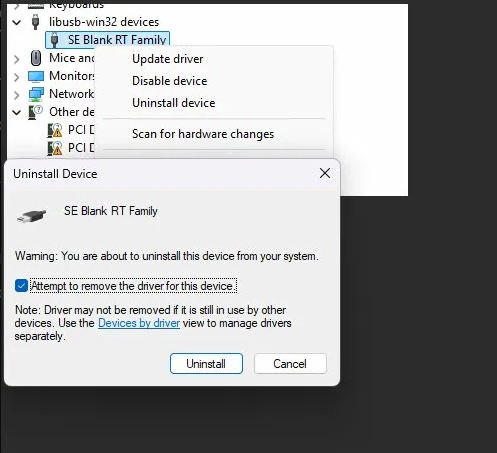 Keyboards
libusb-win32 devices
SE Blank RT Family
Mice and
Update driver
Monitors
Disable device
Network
Uninstall device
Other de
PCI D
Scan for hardware changes
PCI D
Uninstall Device
SE Blank RT Family
Warning: You are about to uninstall this device from your system.
Attempt to remove the driver for this device.
Note: Driver may not be removed if it is still in use by other
devices. Use the Devices by driver view to manage drivers
separately.
Uninstall Cancel